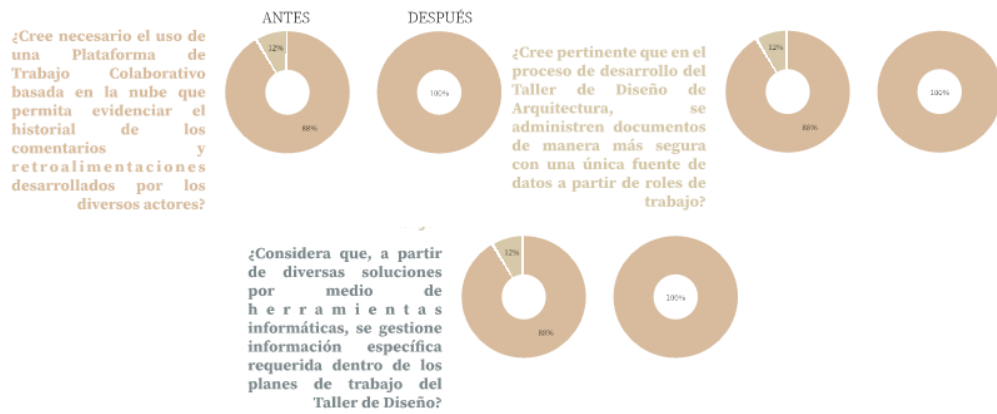 ANTES
DESPUÉS
¿Cree necesario el uso de
una Plataforma de
Trabajo Colaborativo
basada en la nube que
permita evidenciar el
historial de los
comentarios y
retroalimentaciones
desarrollados por los
diversos actores?
12%
88%
100%
¿Cree pertinente que en el
proceso de desarrollo del
Taller de Diseño de
Arquitectura, se
administren documentos
de manera más segura
con una única fuente de
datos a partir de roles de
trabajo?
12%
88%
100%
¿Considera que, a partir
de diversas soluciones
por medio de
herramientas
informáticas, se gestione
información específica
requerida dentro de los
planes de trabajo del
Taller de Diseño?
12%
88%
100%